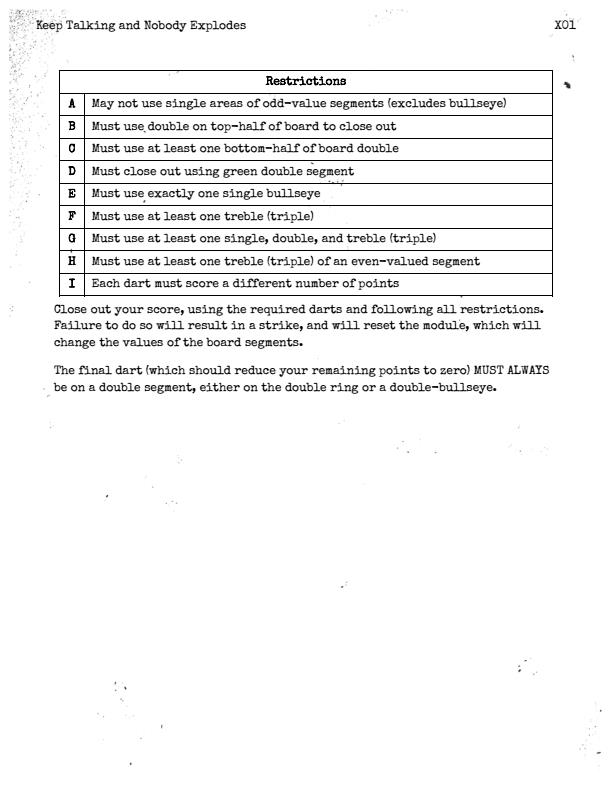 Keep Talking and Nobody Explodes X01
Restrictions
A May not use single areas of odd-value segments (excludes bullseye)
B Must use double on top-half of board to close out
C Must use at least one bottom-half of board double
D Must close out using green double segment
E Must use exactly one single bullseye
F Must use at least one treble (triple)
G Must use at least one single, double, and treble (triple)
H Must use at least one treble (triple) of an even-valued segment
I Each dart must score a different number of points
Close out your score, using the required darts and following all restrictions.
Failure to do so will result in a strike, and will reset the module, which will
change the values of the board segments.
The final dart (which should reduce your remaining points to zero) MUST ALWAYS
be on a double segment, either on the double ring or a double-bullseye.